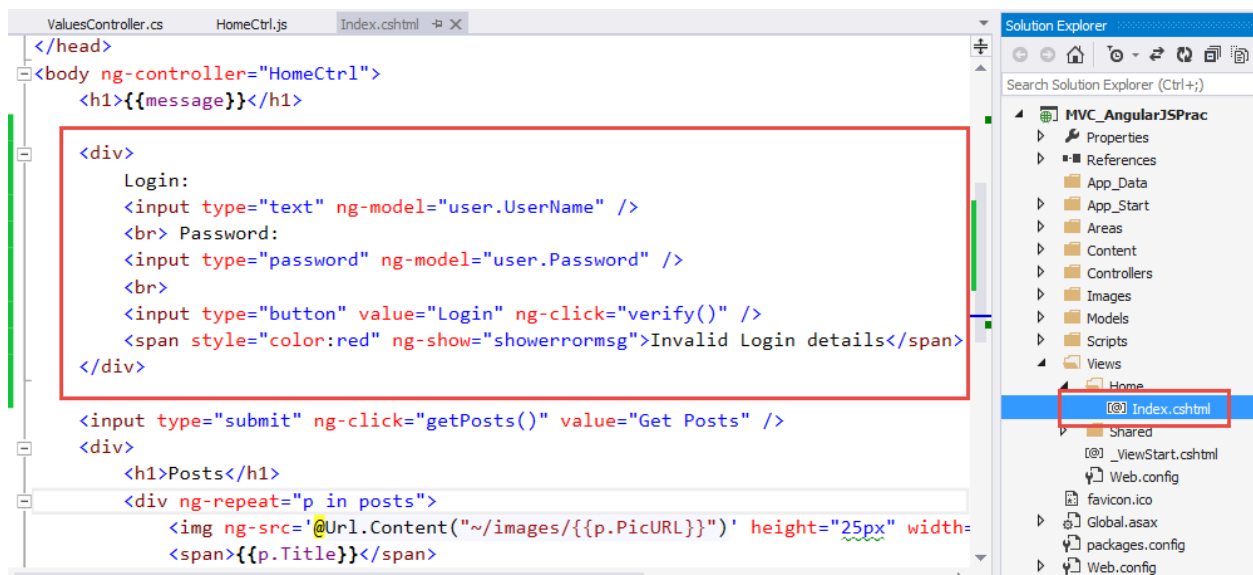 ValuesController.cs HomeCtrl.js Index.cshtml
</head>
<body ng-controller="HomeCtrl">
<h1>{{message}}</h1>
<div>
Login:
<input type="text" ng-model="user.UserName" />
<br> Password:
<input type="password" ng-model="user.Password" />
<br>
<input type="button" value="Login" ng-click="verify()" />
<span style="color:red" ng-show="showerrormsg">Invalid Login details</span>
</div>
<input type="submit" ng-click="getPosts()" value="Get Posts" />
<div>
<h1>Posts</h1>
<div ng-repeat="p in posts">
<img ng-src='@Url.Content("~/images/{{p.PicURL}}")' height="25px" width=
<span>{{p.Title}}</span>
Solution Explorer
Search Solution Explorer (Ctrl+;)
MVC_AngularJSPrac
Properties
References
App_Data
App_Start
Areas
Content
Controllers
Images
Models
Scripts
Views
Home
[@] Index.cshtml
Shared
[@] _ViewStart.cshtml
Web.config
favicon.ico
Global.asax
packages.config
Web.config